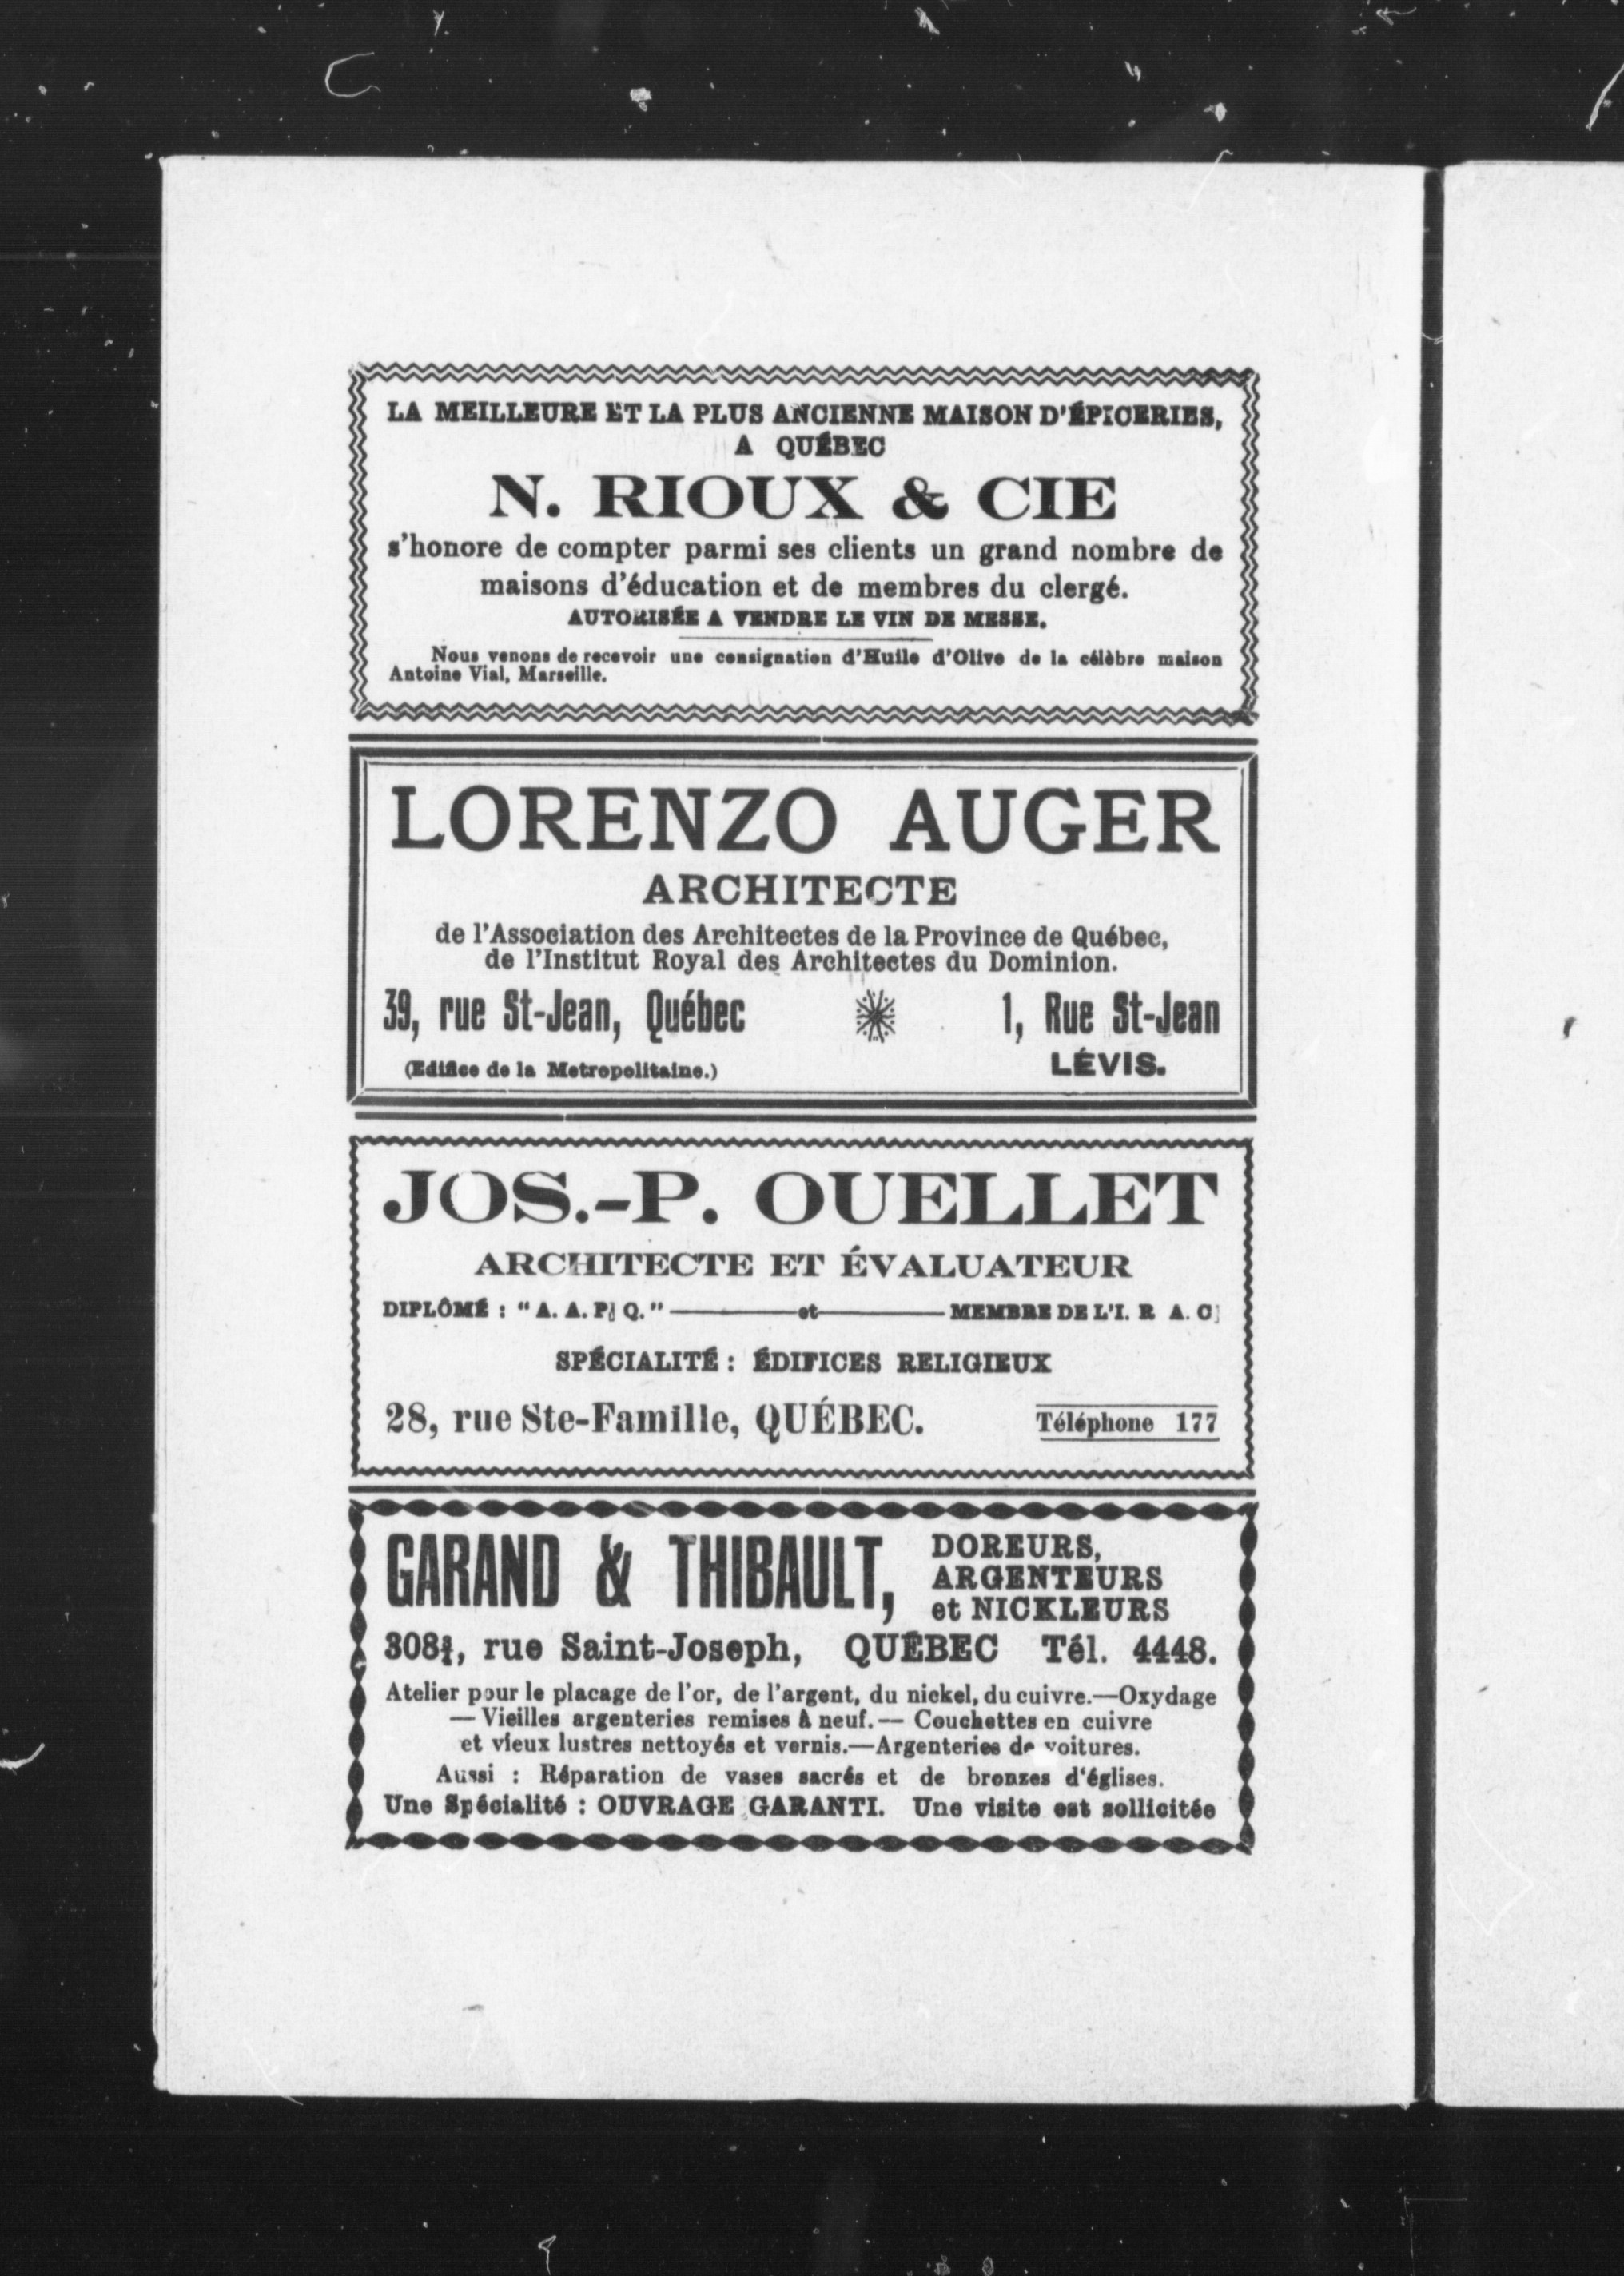 LA MEILLEURE ET LA PLUS ANCIENNE MAISON D'ÉPICERIES,
A QUÉBEC
N. RIOUX & CIE
s'honore de compter parmi ses clients un grand nombre de
maisons d'éducation et de membres du clergé.
AUTORISÉE A VENDRE LE VIN DE MESSE.
Nous venons de recevoir une consignation d'Huile d'Olive de la célèbre maison
Antoine Vial, Marseille.
LORENZO AUGER
ARCHITECTE
de l'Association des Architectes de la Province de Québec,
de l'Institut Royal des Architectes du Dominion.
39, rue St-Jean, Québec 1, Rue St-Jean
(Edifice de la Metropolitaine.) LÉVIS.
JOS.-P. OUELLET
ARCHITECTE ET ÉVALUATEUR
DIPLÔMÉ : "A. A. P. Q." —— et —— MEMBRE DE L'I. R A. C.
SPÉCIALITÉ : ÉDIFICES RELIGIEUX
28, rue Ste-Famille, QUÉBEC. Téléphone 177
GARAND & THIBAULT, DOREURS,
ARGENTEURS
et NICKLEURS
308¾, rue Saint-Joseph, QUÉBEC Tél. 4448.
Atelier pour le placage de l'or, de l'argent, du nickel, du cuivre.—Oxydage
— Vieilles argenteries remises à neuf.— Couchettes en cuivre
et vieux lustres nettoyés et vernis.—Argenteries de voitures.
Aussi : Réparation de vases sacrés et de bronzes d'églises.
Une Spécialité : OUVRAGE GARANTI. Une visite est sollicitée